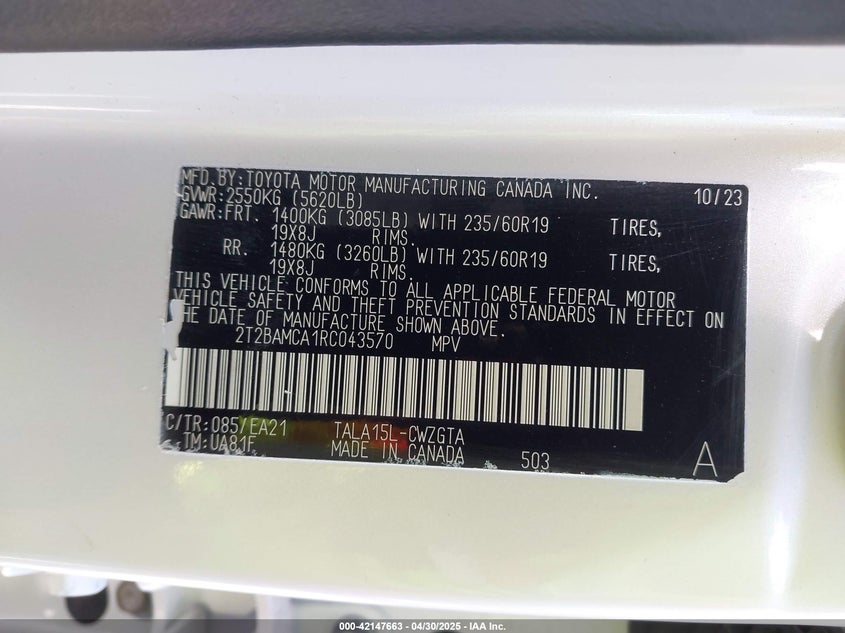 MFD.BY:TOYOTA MOTOR MANUFACTURING CANADA INC. 10/23
GVWR:2550KG (5620LB)
GAWR:FRT. 1400KG (3085LB) WITH 235/60R19 TIRES,
19X8J RIMS.
RR. 1480KG (3260LB) WITH 235/60R19 TIRES,
19X8J RIMS.
THIS VEHICLE CONFORMS TO ALL APPLICABLE FEDERAL MOTOR
VEHICLE SAFETY AND THEFT PREVENTION STANDARDS IN EFFECT ON
THE DATE OF MANUFACTURE SHOWN ABOVE.
2T2BAMCA1RC043570 MPV
C/TR:085/EA21 TALA15L-CWZGTA
TM:UA81F MADE IN CANADA 503 A
000-42147663 - 04/30/2025 - IAA Inc.